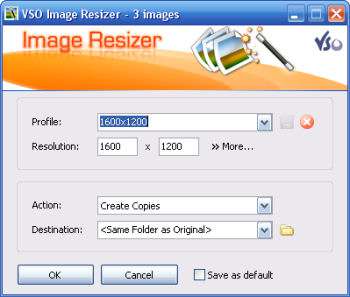 VSO Image Resizer - 3 images
Image Resizer
VSO
Profile: 1600x1200
Resolution: 1600 x 1200 » More...
Action: Create Copies
Destination: <Same Folder as Original>
OK Cancel Save as default